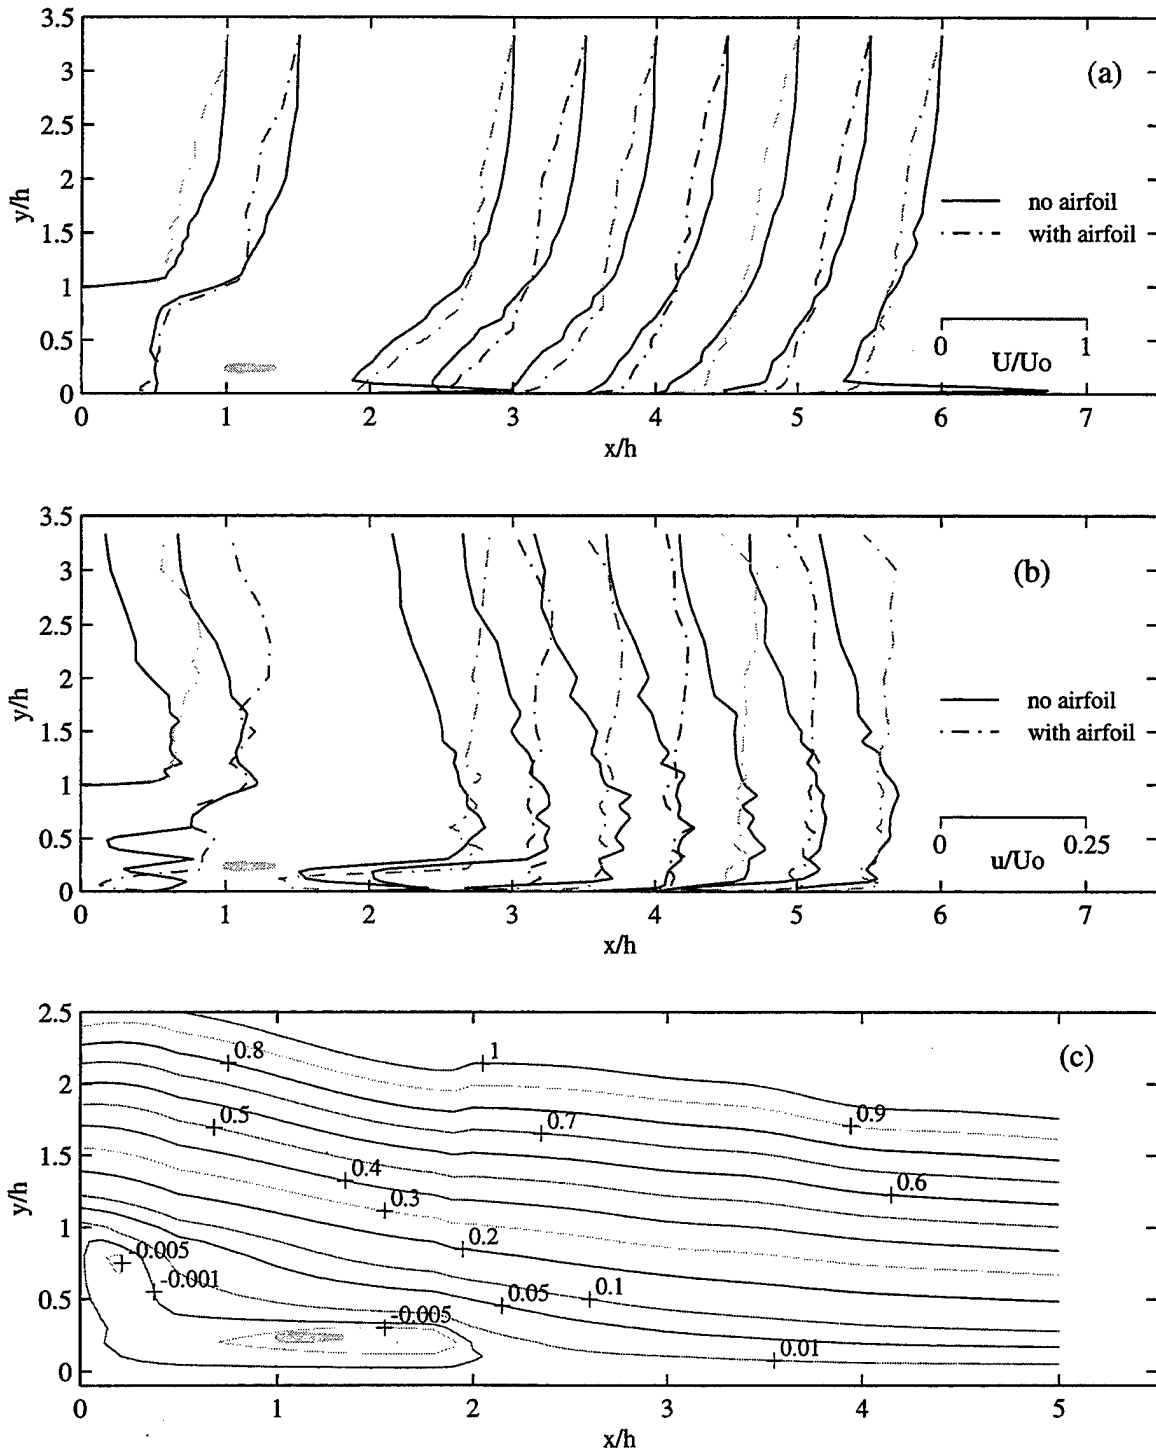 3.5
3
2.5
2
1.5
1
0.5
0
y/h
(a)
no airfoil
with airfoil
0 1
U/Uo
0 1 2 3 4 5 6 7
x/h
3.5
3
2.5
2
1.5
1
0.5
0
y/h
(b)
no airfoil
with airfoil
0 0.25
u/Uo
0 1 2 3 4 5 6 7
x/h
2.5
2
1.5
1
0.5
0
y/h
(c)
0.8
1
0.5
0.7
0.9
0.4
0.6
0.3
0.2
-0.005
-0.001
0.1
0.05
-0.005
0.01
0 1 2 3 4 5
x/h